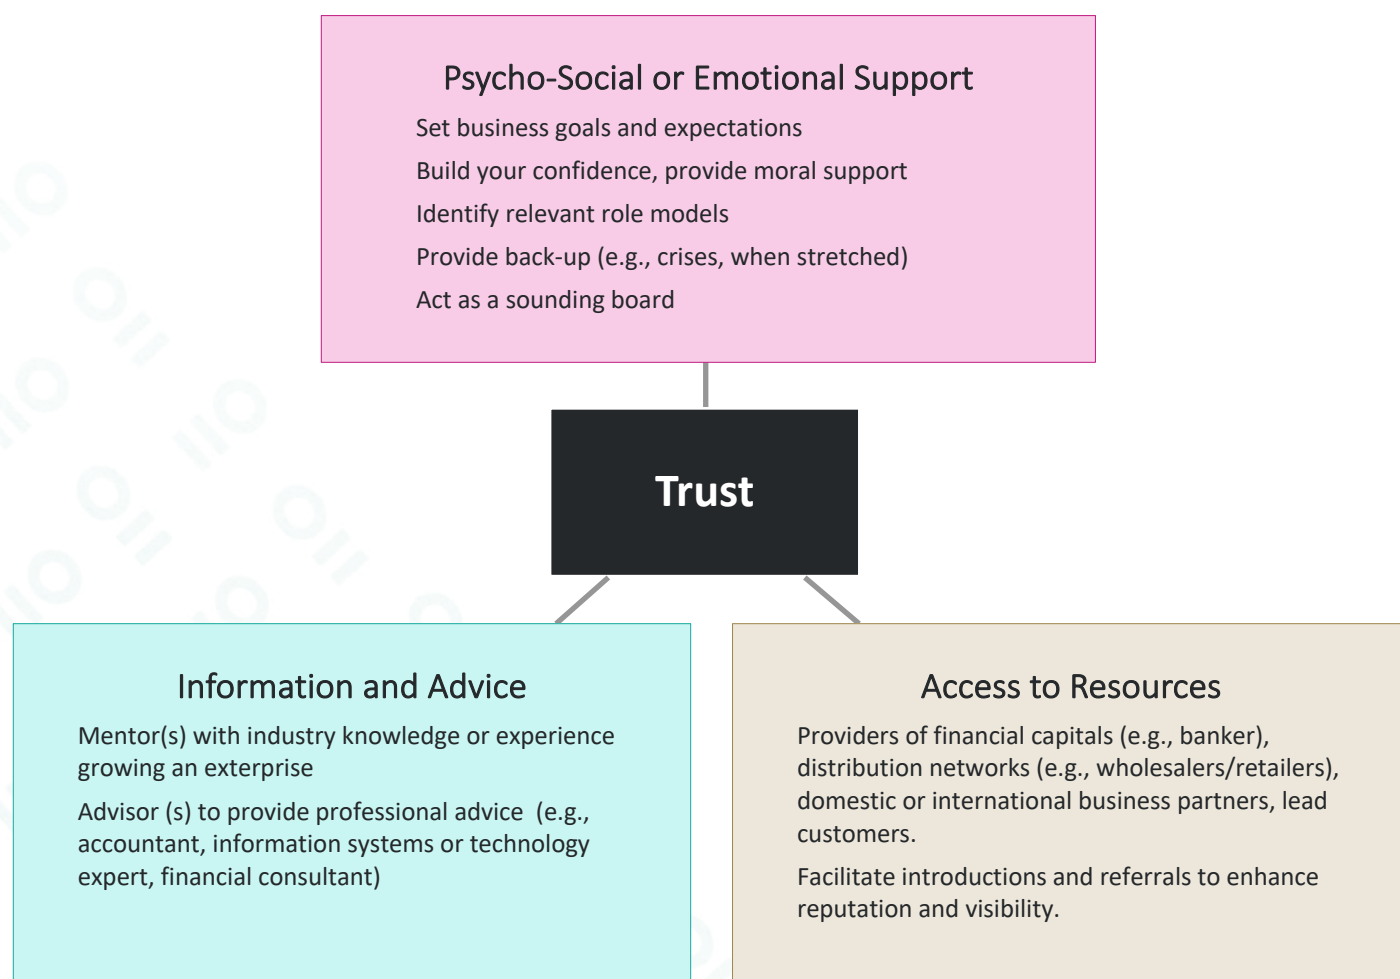 Psycho-Social or Emotional Support
Set business goals and expectations
Build your confidence, provide moral support
Identify relevant role models
Provide back-up (e.g., crises, when stretched)
Act as a sounding board
Trust
Information and Advice
Mentor(s) with industry knowledge or experience
growing an exterprise
Advisor (s) to provide professional advice  (e.g.,
accountant, information systems or technology
expert, financial consultant)
Access to Resources
Providers of financial capitals (e.g., banker),
distribution networks (e.g., wholesalers/retailers),
domestic or international business partners, lead
customers.
Facilitate introductions and referrals to enhance
reputation and visibility.